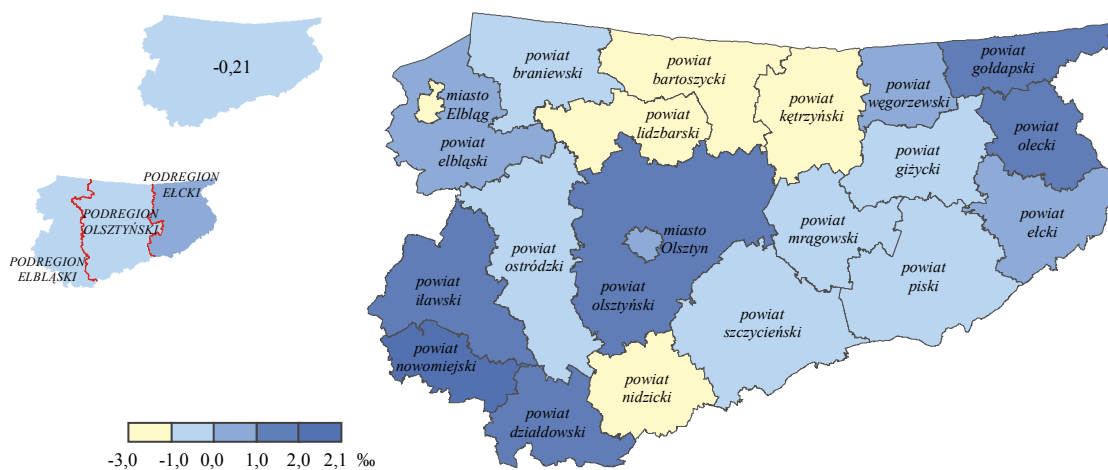 -0,21
PODREGION
EŁCKI
PODREGION
OLSZTYŃSKI
PODREGION
ELBLĄSKI
powiat
braniewski
powiat
bartoszycki
powiat
gołdapski
miasto
Elbląg
powiat
węgorzewski
powiat
kętrzyński
powiat
lidzbarski
powiat
olecki
powiat
elbląski
powiat
giżycki
powiat
ełcki
miasto
Olsztyn
powiat
mrągowski
powiat
ostródzki
powiat
piski
powiat
iławski
powiat
olsztyński
powiat
szczycieński
powiat
nowomiejski
powiat
nidzicki
powiat
działdowski
-3,0 -1,0 0,0 1,0 2,0 2,1 ‰